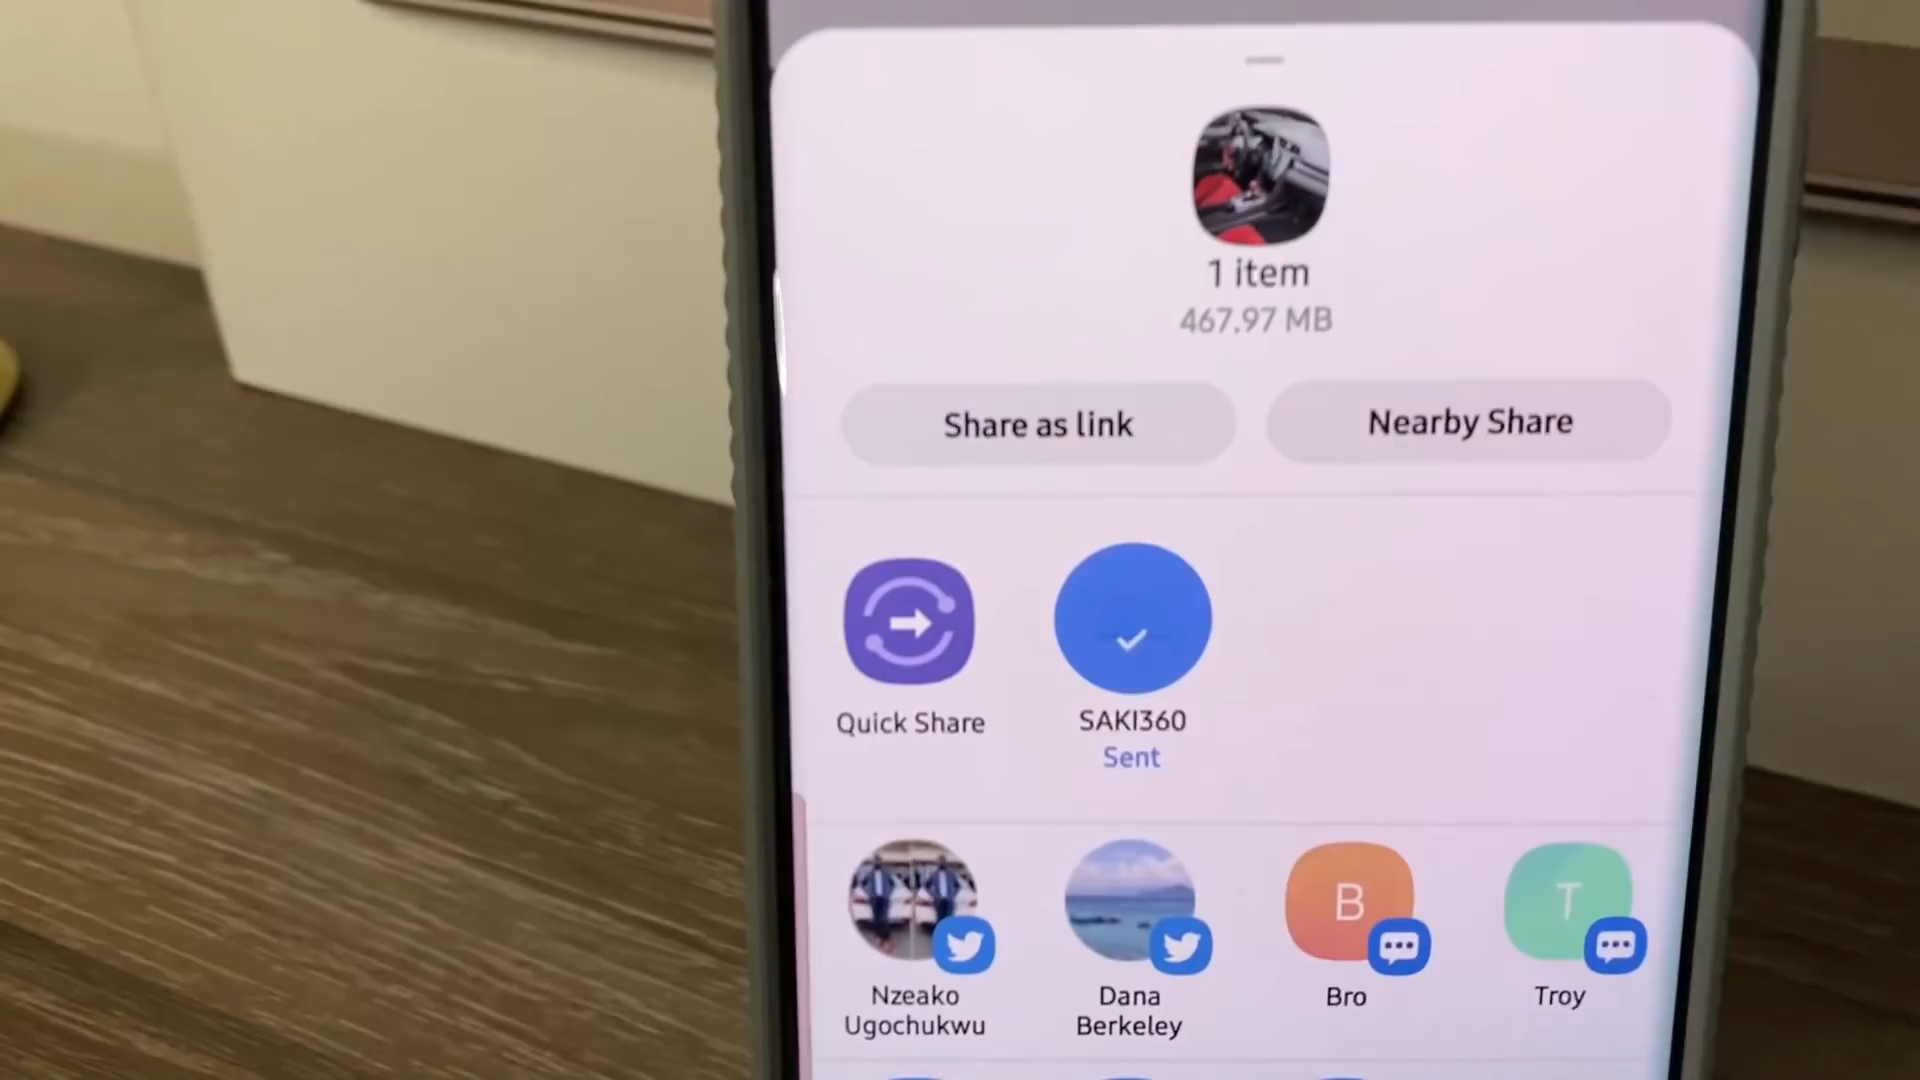 1 item
467.97 MB
Share as link
Nearby Share
Quick Share
SAKI360
Sent
B
T
Nzeako
Ugochukwu
Dana
Berkeley
Bro
Troy